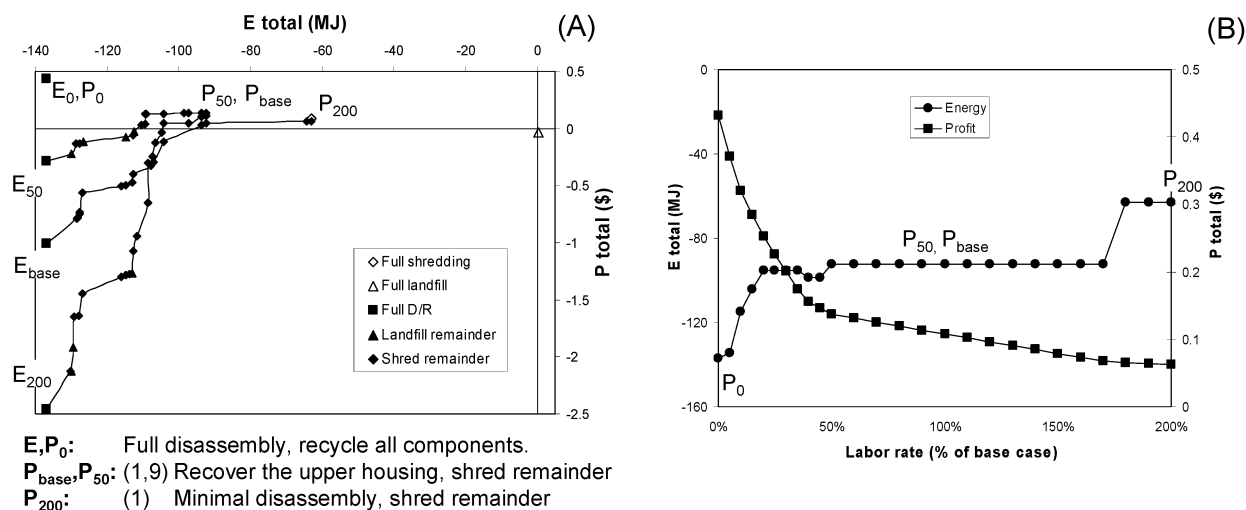 E total (MJ)
(A)
-140 -120 -100 -80 -60 -40 -20 0
0.5
0
-0.5
-1
-1.5
-2
-2.5
P total ($)
E0,P0
P50, Pbase
P200
E50
Ebase
E200
Full shredding
Full landfill
Full D/R
Landfill remainder
Shred remainder
E,P0: Full disassembly, recycle all components.
Pbase,P50: (1,9) Recover the upper housing, shred remainder
P200: (1) Minimal disassembly, shred remainder
(B)
0
-40
-80
-120
-160
E total (MJ)
0.5
0.4
0.3
0.2
0.1
0
P total ($)
Energy
Profit
P200
P50, Pbase
P0
0% 50% 100% 150% 200%
Labor rate (% of base case)